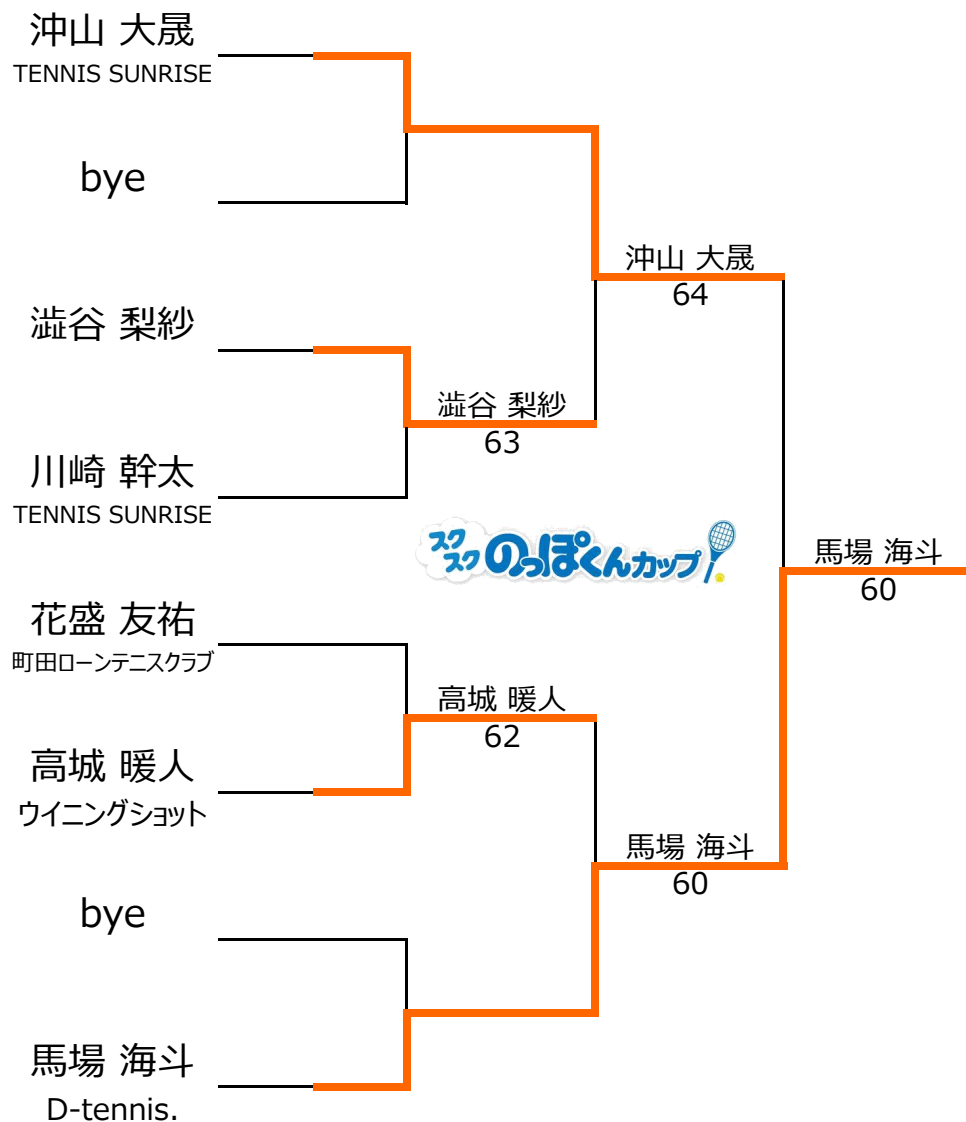 沖山 大晟
TENNIS SUNRISE
bye
澁谷 梨紗
川崎 幹太
TENNIS SUNRISE
花盛 友祐
町田ローンテニスクラブ
高城 暖人
ウイニングショット
bye
馬場 海斗
D-tennis.
澁谷 梨紗
63
高城 暖人
62
沖山 大晟
64
馬場 海斗
60
馬場 海斗
60
スクスクのっぽくんカップ!